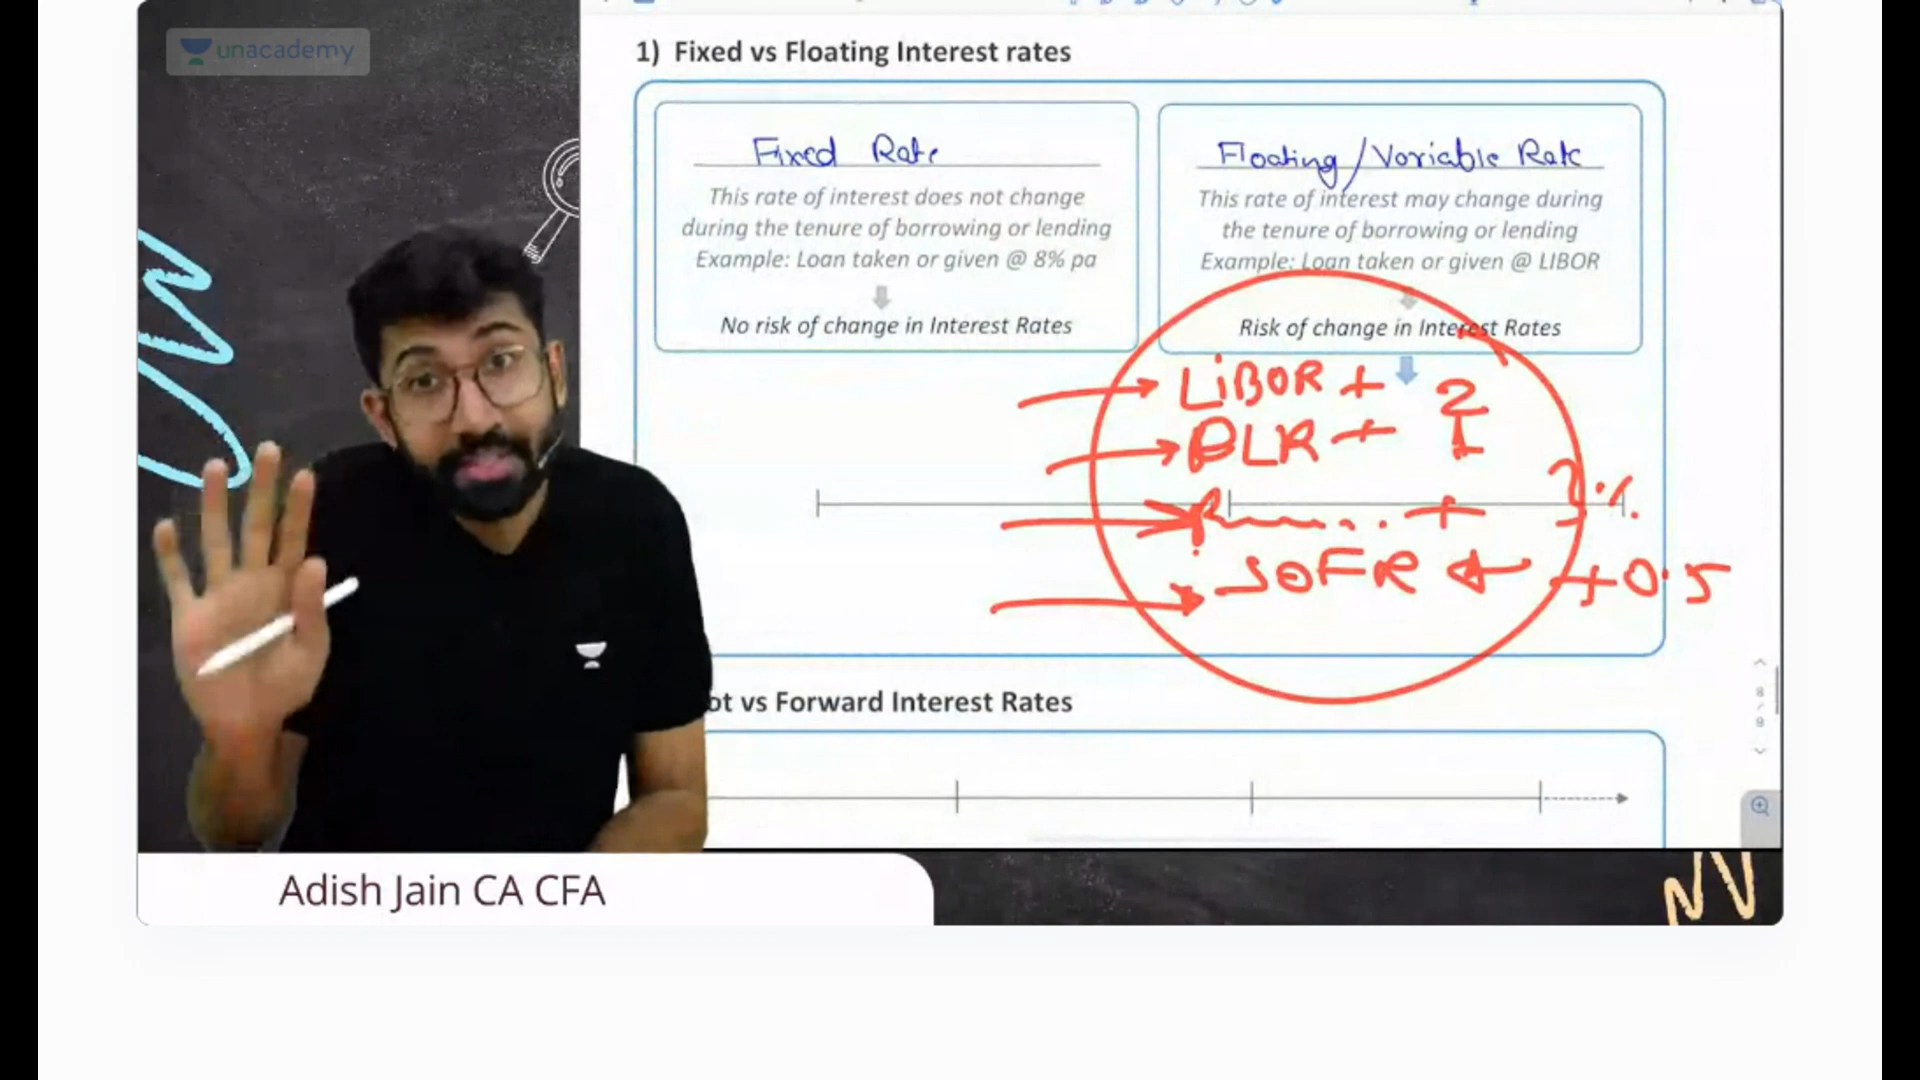 unacademy
1) Fixed vs Floating Interest rates
Fixed Rate
This rate of interest does not change
during the tenure of borrowing or lending
Example: Loan taken or given @ 8% pa
No risk of change in Interest Rates
Floating/Variable Rate
This rate of interest may change during
the tenure of borrowing or lending
Example: Loan taken or given @ LIBOR
Risk of change in Interest Rates
LIBOR + 2
PLR + 1
SOFR + 0.5
ot vs Forward Interest Rates
8
/
9
Adish Jain CA CFA